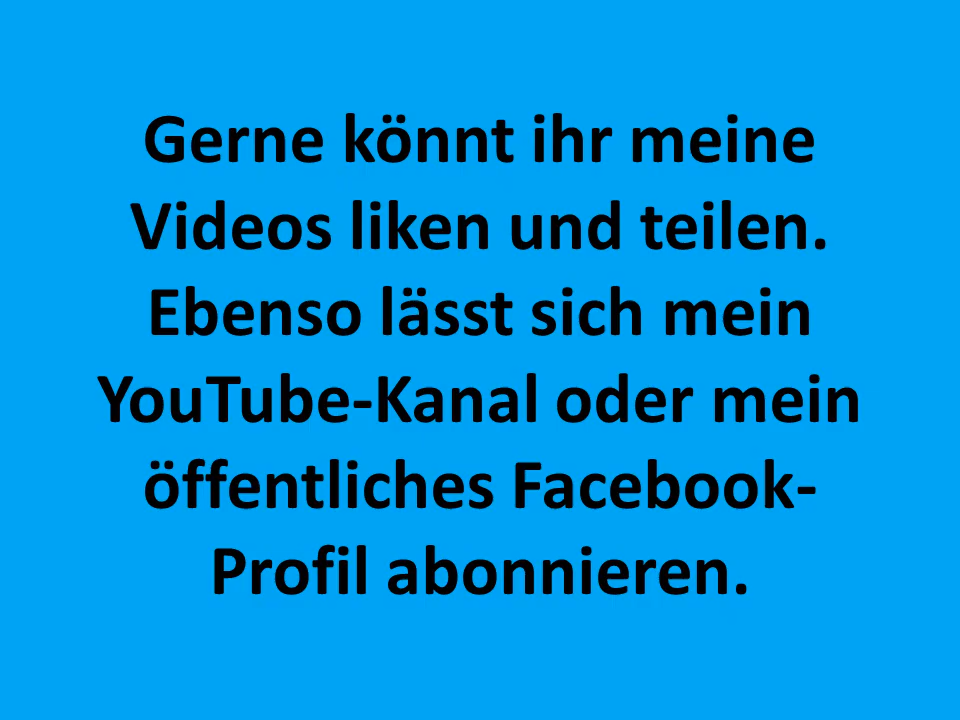 Gerne könnt ihr meine
Videos liken und teilen.
Ebenso lässt sich mein
YouTube-Kanal oder mein
öffentliches Facebook-
Profil abonnieren.